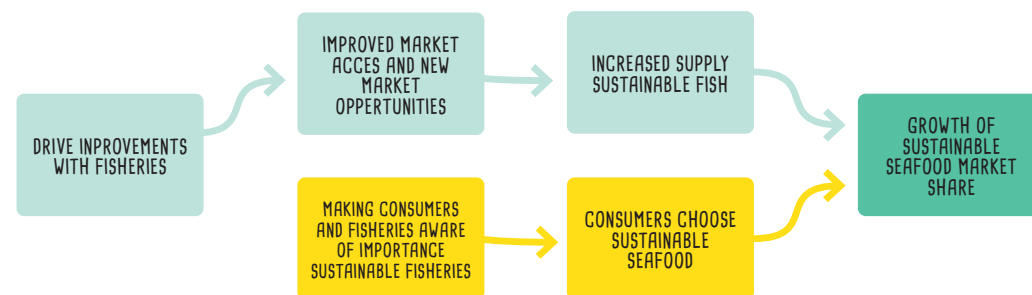 DRIVE INPROVEMENTS
WITH FISHERIES
IMPROVED MARKET
ACCES AND NEW
MARKET
OPPERTUNITIES
INCREASED SUPPLY
SUSTAINABLE FISH
GROWTH OF
SUSTAINABLE
SEAFOOD MARKET
SHARE
MAKING CONSUMERS
AND FISHERIES AWARE
OF IMPORTANCE
SUSTAINABLE FISHERIES
CONSUMERS CHOOSE
SUSTAINABLE
SEAFOOD